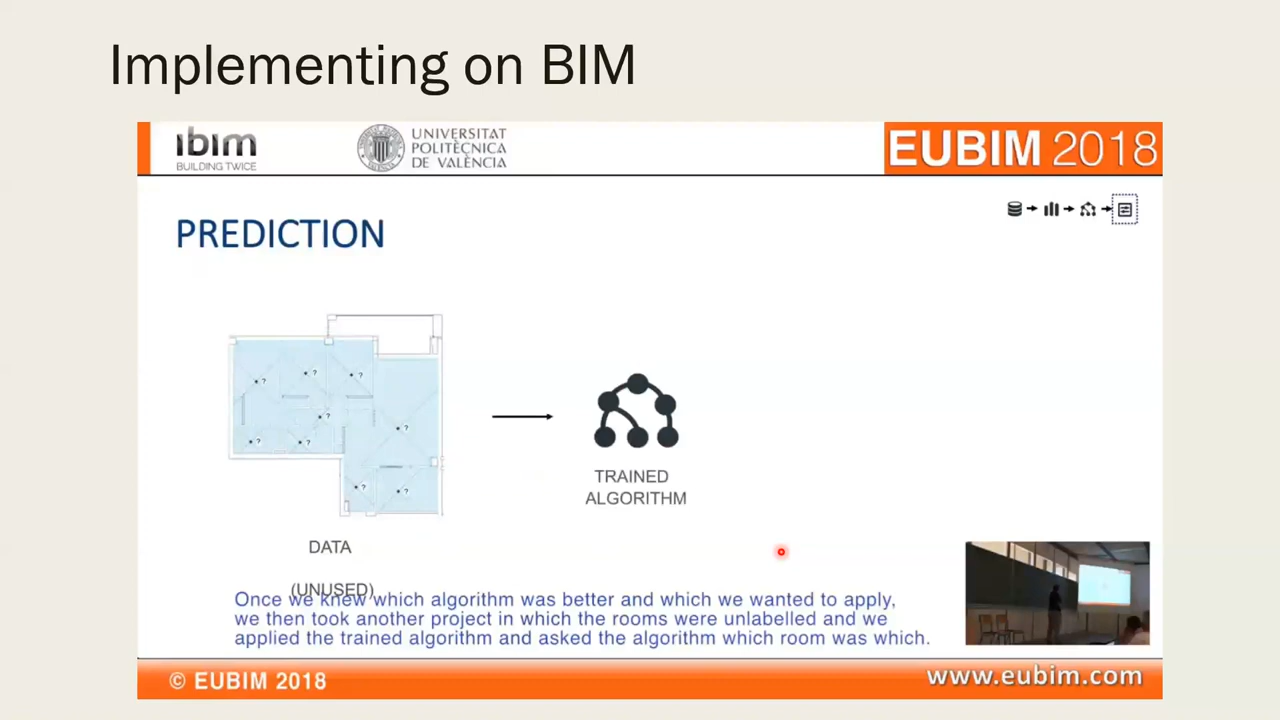 Implementing on BIM
ibim
BUILDING TWICE
UNIVERSITAT
POLITÈCNICA
DE VALÈNCIA
EUBIM 2018
PREDICTION
?
?
?
?
?
?
?
?
?
TRAINED
ALGORITHM
DATA
(UNUSED)
Once we knew which algorithm was better and which we wanted to apply,
we then took another project in which the rooms were unlabelled and we
applied the trained algorithm and asked the algorithm which room was which.
© EUBIM 2018
www.eubim.com